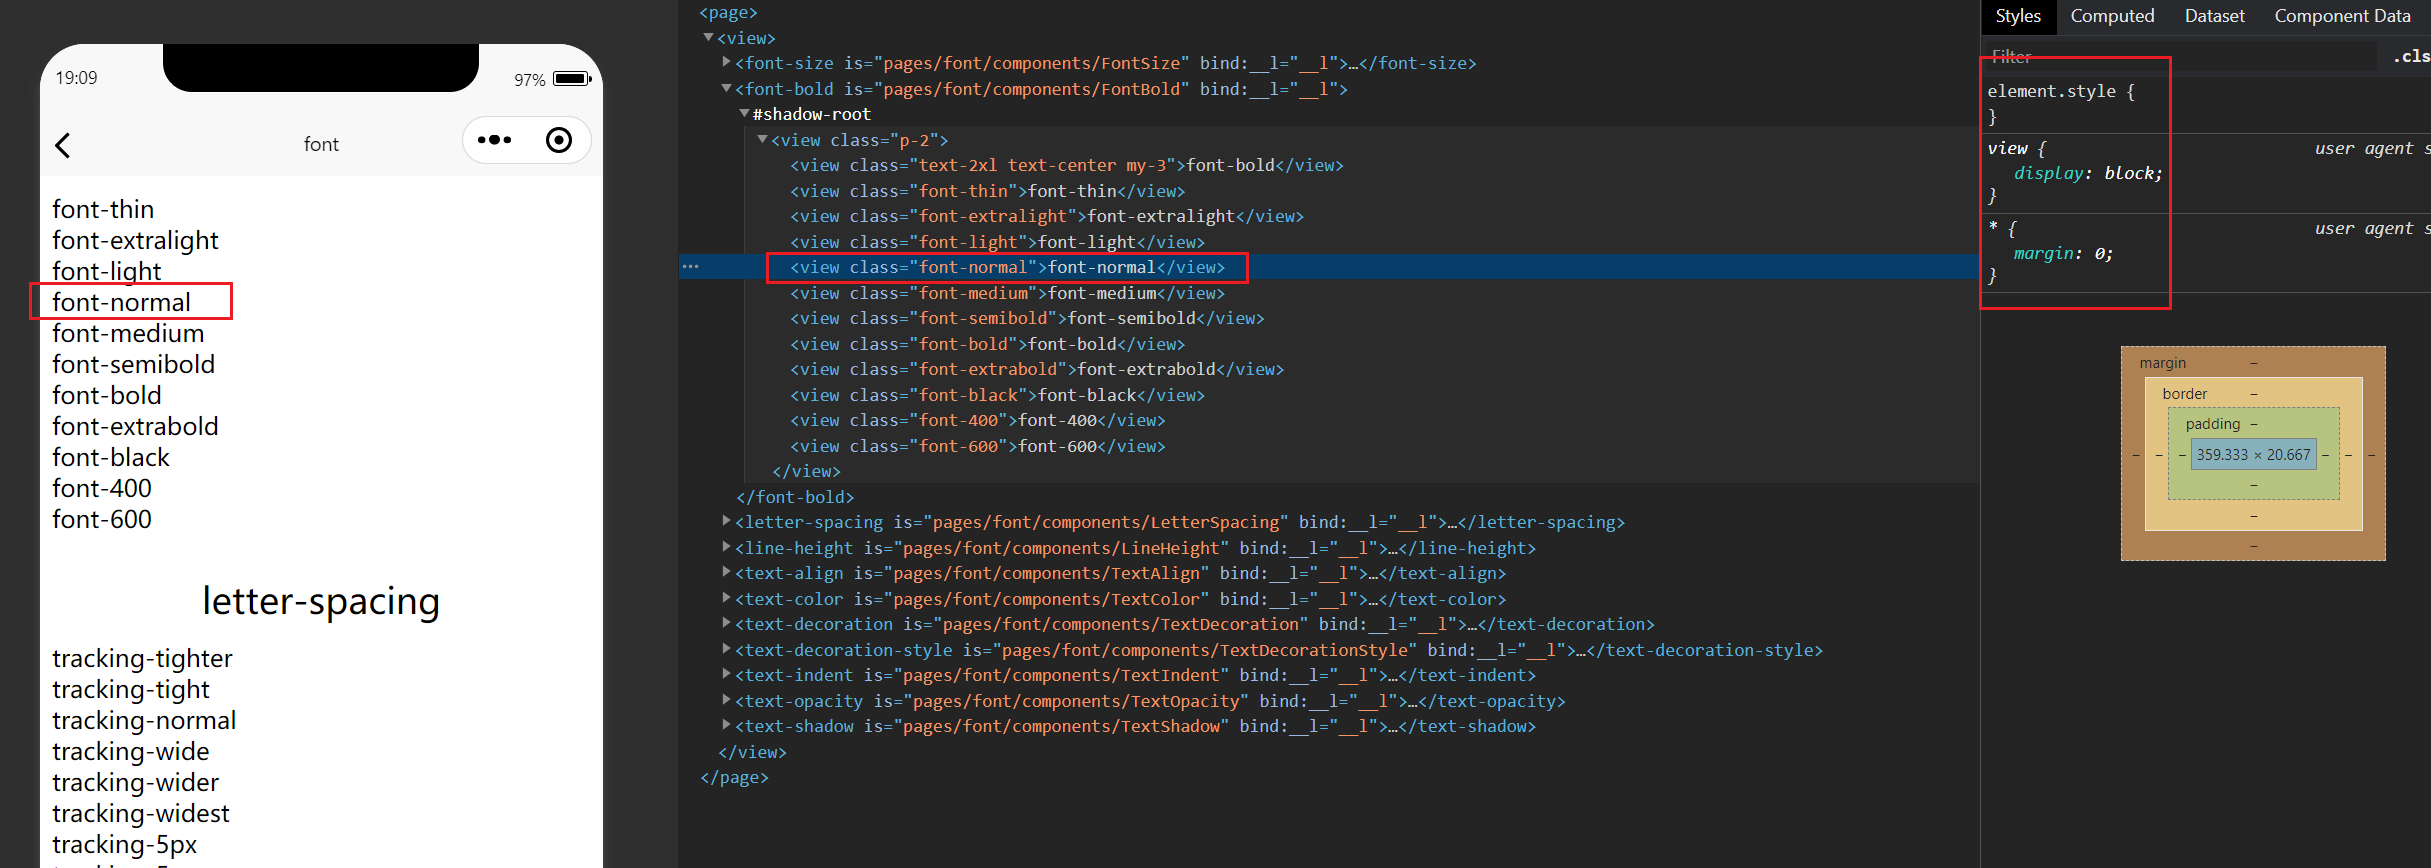 19:09
97%
font
font-thin
font-extralight
font-light
font-normal
font-medium
font-semibold
font-bold
font-extrabold
font-black
font-400
font-600
letter-spacing
tracking-tighter
tracking-tight
tracking-normal
tracking-wide
tracking-wider
tracking-widest
tracking-5px
<page>
<view>
<font-size is="pages/font/components/FontSize" bind:__l="__l">…</font-size>
<font-bold is="pages/font/components/FontBold" bind:__l="__l">
#shadow-root
<view class="p-2">
<view class="text-2xl text-center my-3">font-bold</view>
<view class="font-thin">font-thin</view>
<view class="font-extralight">font-extralight</view>
<view class="font-light">font-light</view>
<view class="font-normal">font-normal</view>
<view class="font-medium">font-medium</view>
<view class="font-semibold">font-semibold</view>
<view class="font-bold">font-bold</view>
<view class="font-extrabold">font-extrabold</view>
<view class="font-black">font-black</view>
<view class="font-400">font-400</view>
<view class="font-600">font-600</view>
</view>
</font-bold>
<letter-spacing is="pages/font/components/LetterSpacing" bind:__l="__l">…</letter-spacing>
<line-height is="pages/font/components/LineHeight" bind:__l="__l">…</line-height>
<text-align is="pages/font/components/TextAlign" bind:__l="__l">…</text-align>
<text-color is="pages/font/components/TextColor" bind:__l="__l">…</text-color>
<text-decoration is="pages/font/components/TextDecoration" bind:__l="__l">…</text-decoration>
<text-decoration-style is="pages/font/components/TextDecorationStyle" bind:__l="__l">…</text-decoration-style>
<text-indent is="pages/font/components/TextIndent" bind:__l="__l">…</text-indent>
<text-opacity is="pages/font/components/TextOpacity" bind:__l="__l">…</text-opacity>
<text-shadow is="pages/font/components/TextShadow" bind:__l="__l">…</text-shadow>
</view>
</page>
Styles Computed Dataset Component Data
Filter .cls
element.style {
}
view { user agent s
display: block;
}
* { user agent s
margin: 0;
}
margin –
border –
padding –
– – – 359.333 × 20.667 – – –
–
–
–